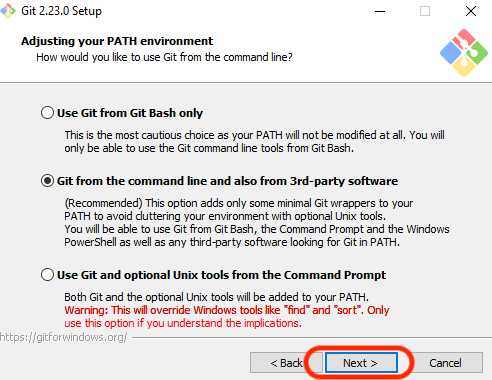 Git 2.23.0 Setup
Adjusting your PATH environment
How would you like to use Git from the command line?
Use Git from Git Bash only
This is the most cautious choice as your PATH will not be modified at all. You will
only be able to use the Git command line tools from Git Bash.
Git from the command line and also from 3rd-party software
(Recommended) This option adds only some minimal Git wrappers to your
PATH to avoid cluttering your environment with optional Unix tools.
You will be able to use Git from Git Bash, the Command Prompt and the Windows
PowerShell as well as any third-party software looking for Git in PATH.
Use Git and optional Unix tools from the Command Prompt
Both Git and the optional Unix tools will be added to your PATH.
Warning: This will override Windows tools like "find" and "sort". Only
use this option if you understand the implications.
https://gitforwindows.org/
< Back Next > Cancel